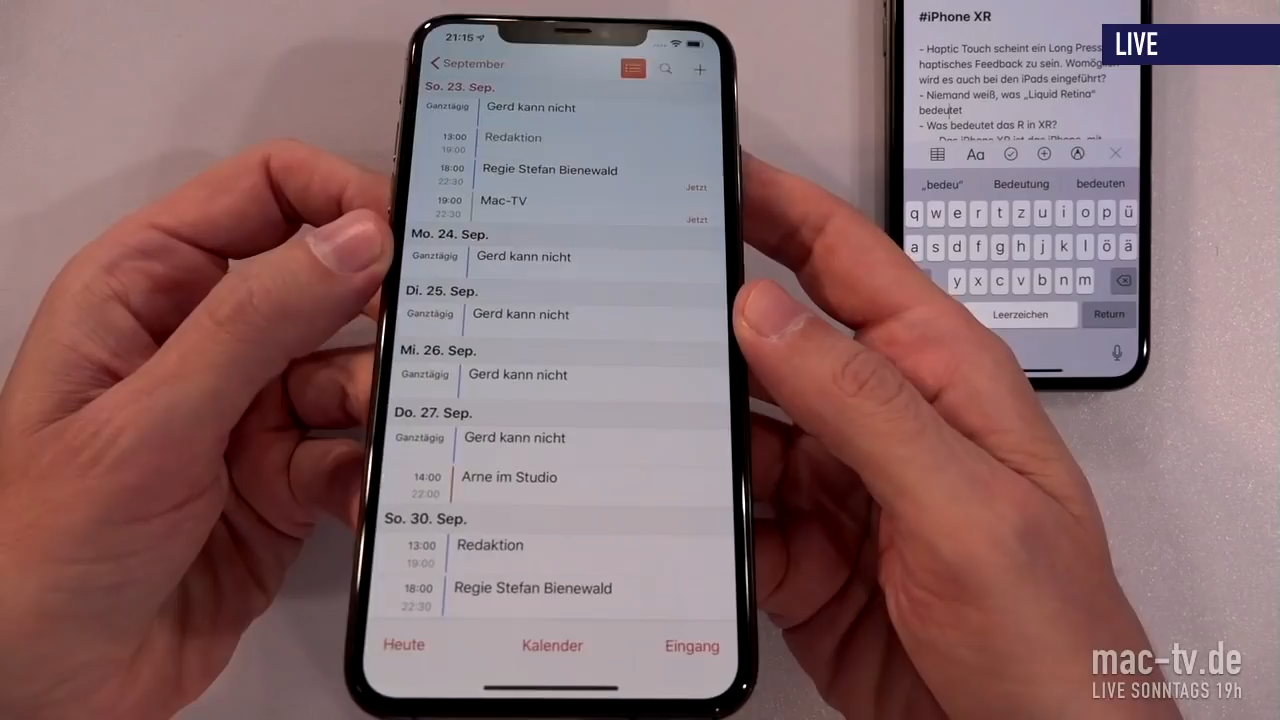 21:15
September
So. 23. Sep.
Ganztägig Gerd kann nicht
13:00 Redaktion
19:00
18:00 Regie Stefan Bienewald
22:30 Jetzt
19:00 Mac-TV
22:30 Jetzt
Mo. 24. Sep.
Ganztägig Gerd kann nicht
Di. 25. Sep.
Ganztägig Gerd kann nicht
Mi. 26. Sep.
Ganztägig Gerd kann nicht
Do. 27. Sep.
Ganztägig Gerd kann nicht
14:00 Arne im Studio
22:00
So. 30. Sep.
13:00 Redaktion
19:00
18:00 Regie Stefan Bienewald
22:30
Heute Kalender Eingang
#iPhone XR
LIVE
- Haptic Touch scheint ein Long Press
haptisches Feedback zu sein.
wird es auch bei den iPads eingeführt?
- Niemand weiß, was „Liquid Retina“
bedeutet
- Was bedeutet das R in XR?
Aa
„bedeu“ Bedeutung bedeuten
q w e r t z u i o p ü
a s d f g h j k l ö ä
y x c v b n m
Leerzeichen Return
mac-tv.de
LIVE SONNTAGS 19h